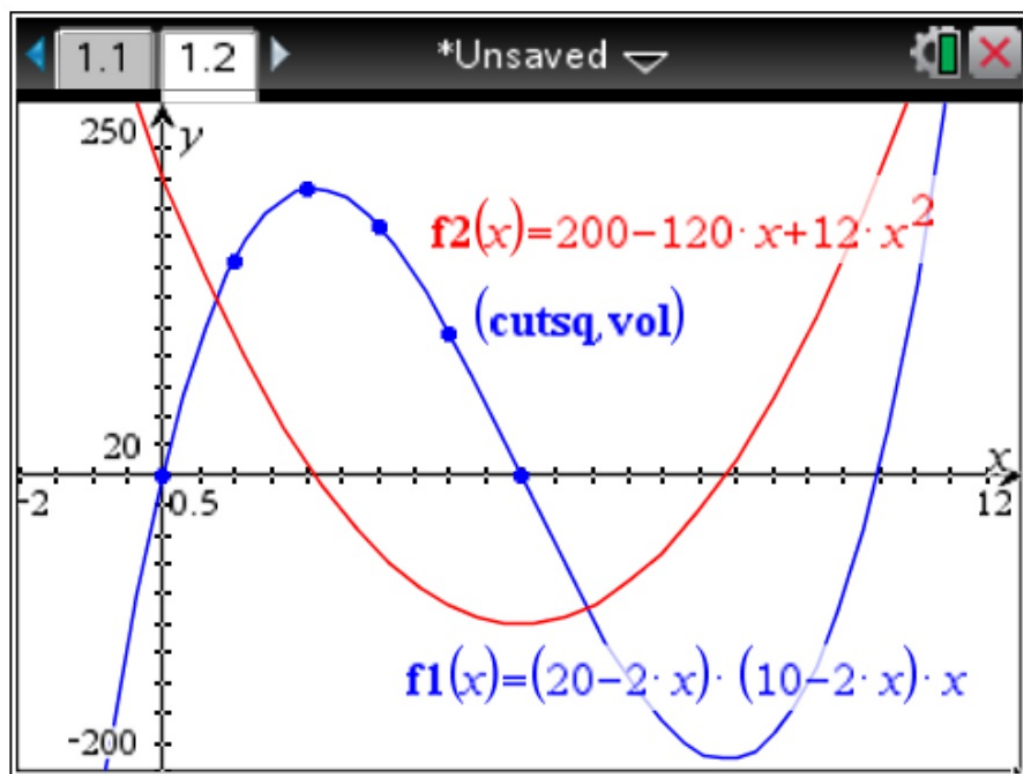 1.1 1.2 *Unsaved
250 y
f2(x)=200-120· x+12· x²
(cutsq,vol)
20 x
-2 0.5 12
f1(x)=(20-2· x)· (10-2· x)· x
-200